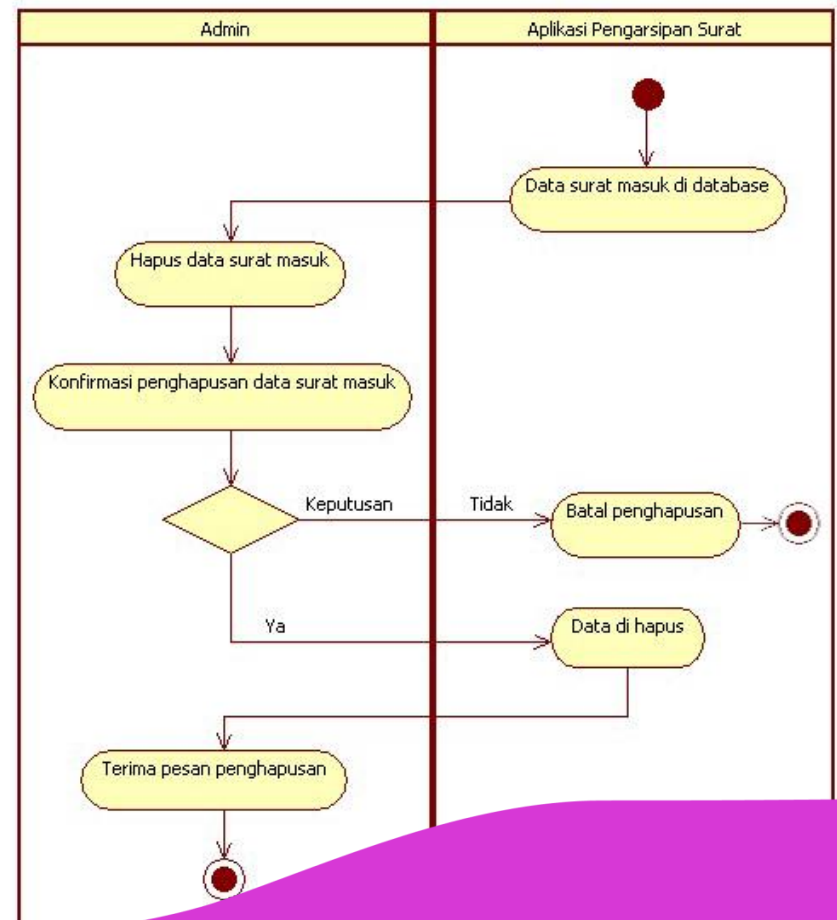 Admin
Aplikasi Pengarsipan Surat
Data surat masuk di database
Hapus data surat masuk
Konfirmasi penghapusan data surat masuk
Keputusan
Tidak
Batal penghapusan
Ya
Data di hapus
Terima pesan penghapusan